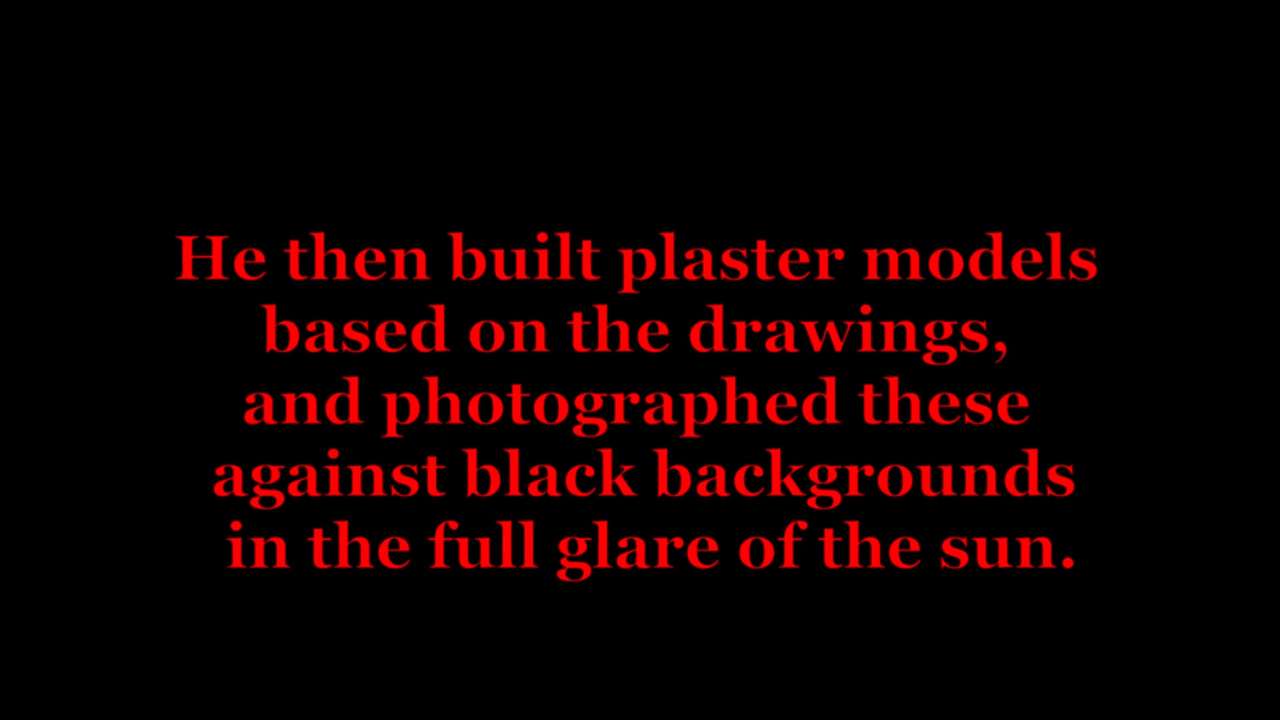 He then built plaster models
based on the drawings,
and photographed these
against black backgrounds
in the full glare of the sun.